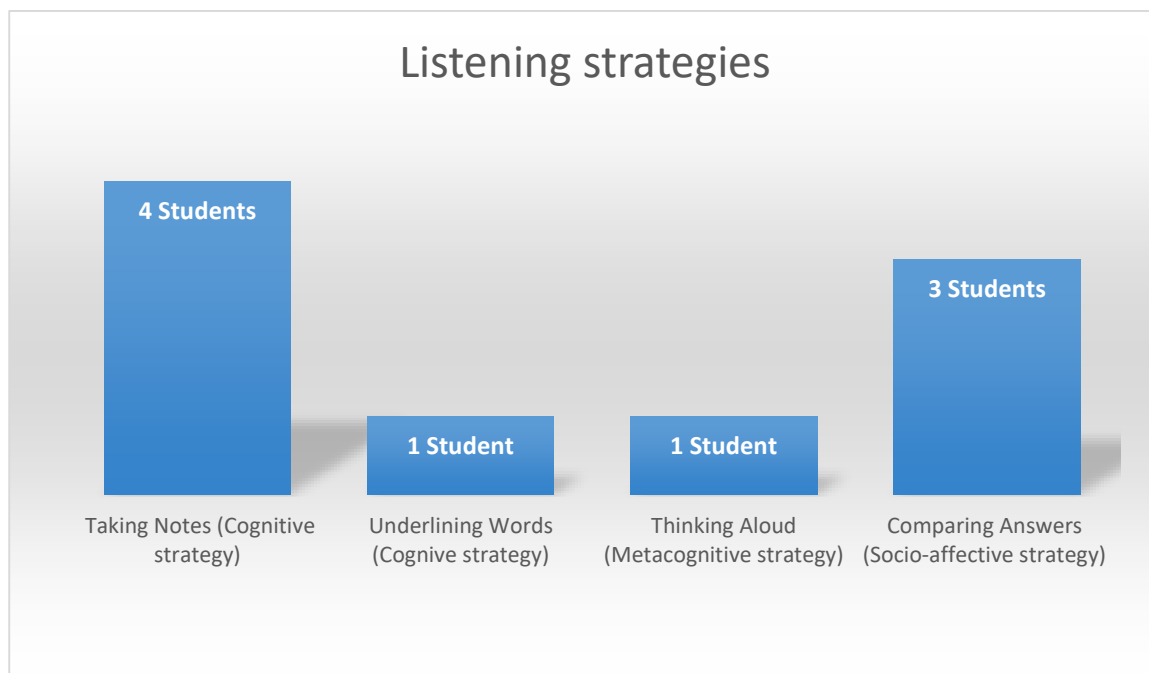 Listening strategies
4 Students
3 Students
1 Student
1 Student
Taking Notes (Cognitive
strategy)
Underlining Words
(Cognive strategy)
Thinking Aloud
(Metacognitive strategy)
Comparing Answers
(Socio-affective strategy)